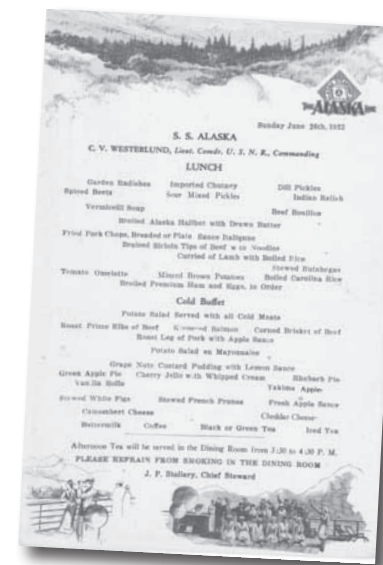 THE ALASKA LINE
Sunday June 26th, 1932
S. S. ALASKA
C. V. WESTERLUND, Lieut. Comdr. U. S. N. R., Commanding
LUNCH
Garden Radishes Imported Chutney Dill Pickles
Spiced Beets Sour Mixed Pickles Indian Relish
Vermicelli Soup Beef Bouillon
Broiled Alaska Halibut with Drawn Butter
Fried Pork Chops, Breaded or Plain Sauce Italienne
Braised Sirloin Tips of Beef with Noodles
Curried of Lamb with Boiled Rice
Stewed Rutabagas
Tomato Omelette Minced Brown Potatoes Boiled Carolina Rice
Broiled Premium Ham and Eggs, to Order
Cold Buffet
Potato Salad Served with all Cold Meats
Roast Prime Ribs of Beef Salmon Corned Brisket of Beef
Roast Leg of Pork with Apple Sauce
Potato Salad en Mayonnaise
Grape Nuts Custard Pudding with Lemon Sauce
Green Apple Pie Cherry Jello with Whipped Cream Rhubarb Pie
Vanilla Rolls Yakima Apples
Stewed White Figs Stewed French Prunes Fresh Apple Sauce
Camembert Cheese Cheddar Cheese
Buttermilk Coffee Black or Green Tea Iced Tea
Afternoon Tea will be served in the Dining Room from 3:30 to 4:30 P. M.
PLEASE REFRAIN FROM SMOKING IN THE DINING ROOM
J. P. Stallery, Chief Steward